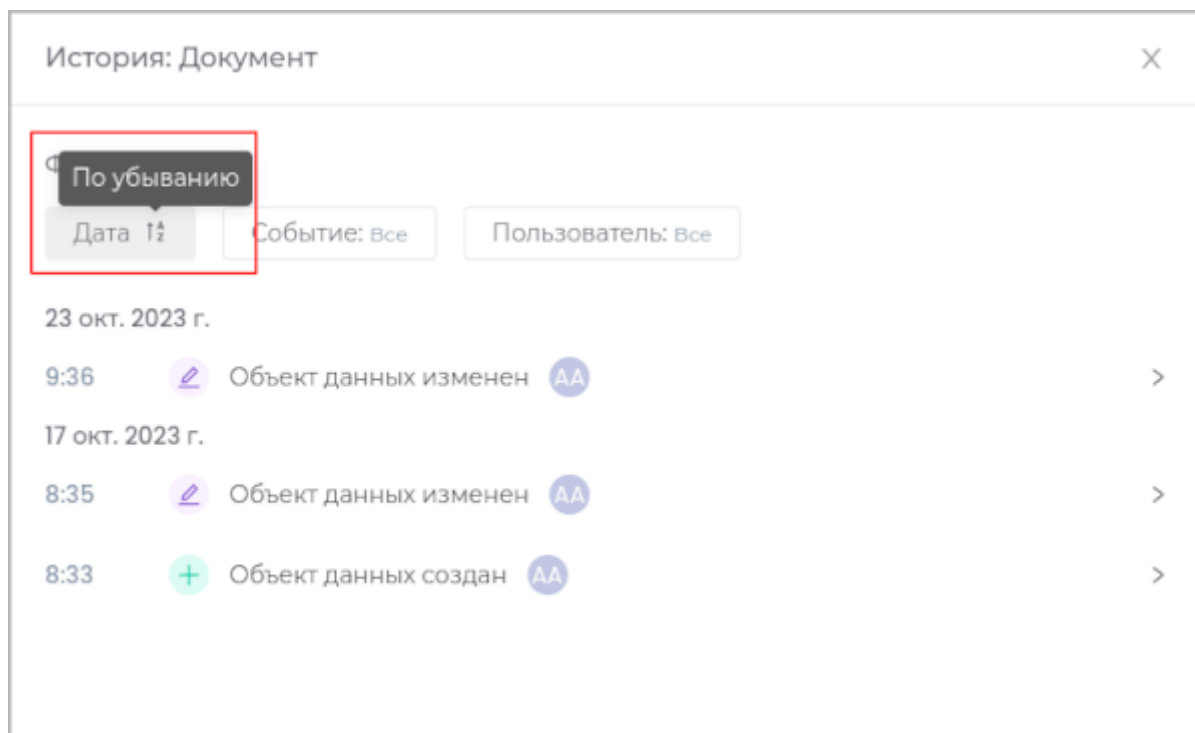 История: Документ
По убыванию
Дата
Событие: Все
Пользователь: Все
23 окт. 2023 г.
9:36 Объект данных изменен AA
17 окт. 2023 г.
8:35 Объект данных изменен AA
8:33 Объект данных создан AA